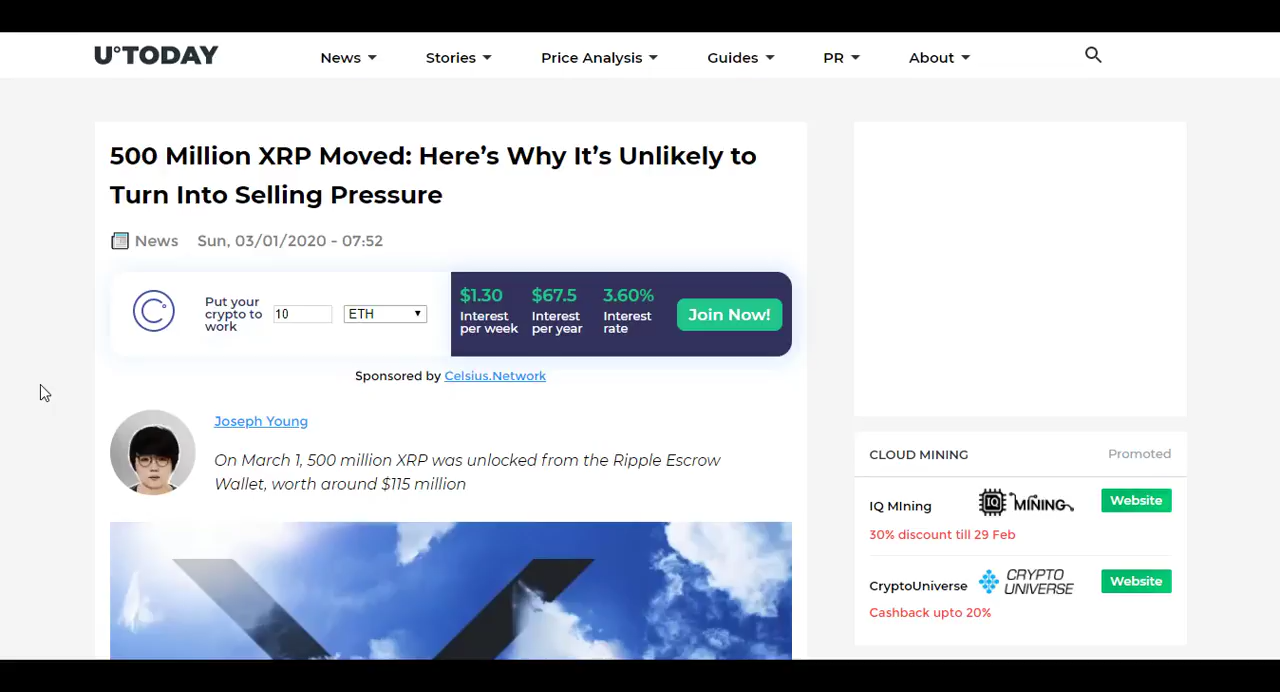 U°TODAY
News
Stories
Price Analysis
Guides
PR
About
500 Million XRP Moved: Here's Why It's Unlikely to
Turn Into Selling Pressure
News Sun, 03/01/2020 - 07:52
Put your
crypto to
work
10
ETH
$1.30
Interest
per week
$67.5
Interest
per year
3.60%
Interest
rate
Join Now!
Sponsored by Celsius.Network
Joseph Young
On March 1, 500 million XRP was unlocked from the Ripple Escrow
Wallet, worth around $115 million
CLOUD MINING
Promoted
IQ MIning
IQ MINING
Website
30% discount till 29 Feb
CryptoUniverse
CRYPTO
UNIVERSE
Website
Cashback upto 20%